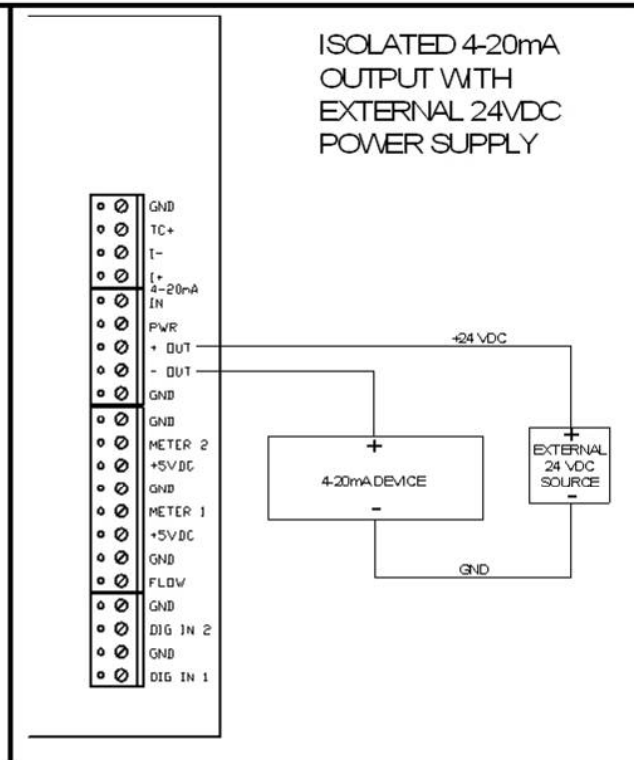 ISOLATED 4-20mA
OUTPUT WITH
EXTERNAL 24VDC
POWER SUPPLY
GND
TC+
I-
I+
4-20mA
IN
PWR
+ OUT
- OUT
GND
GND
METER 2
+5VDC
GND
METER 1
+5VDC
GND
FLOW
GND
DIG IN 2
GND
DIG IN 1
+24 VDC
+
4-20mA DEVICE
-
+
EXTERNAL
24 VDC
SOURCE
-
GND